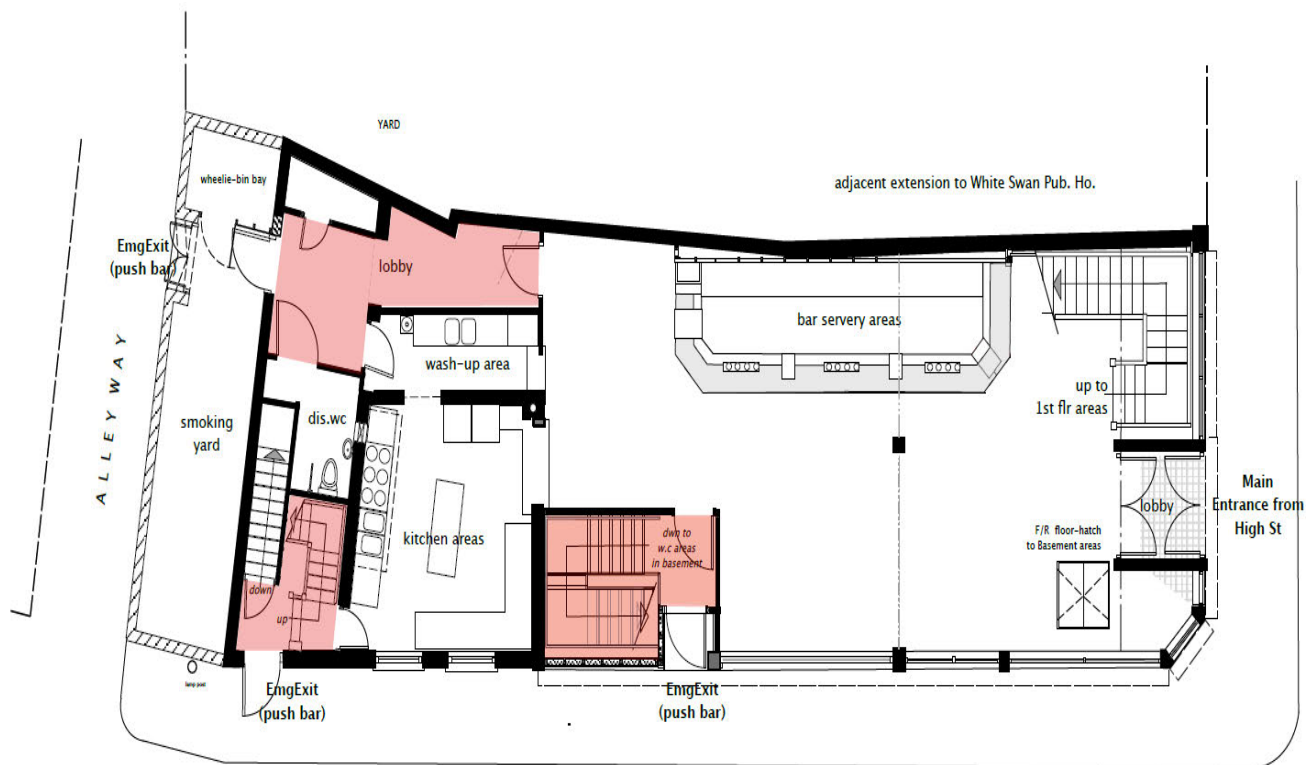 YARD
wheelie-bin bay
adjacent extension to White Swan Pub. Ho.
EmgExit
(push bar)
lobby
bar servery areas
wash-up area
up to
1st flr areas
ALLEY WAY
smoking
yard
dis.wc
lobby
Main
Entrance from
High St
kitchen areas
dwn to
w.c areas
in basement
F/R floor-hatch
to Basement areas
down
up
lamp post
EmgExit
(push bar)
EmgExit
(push bar)